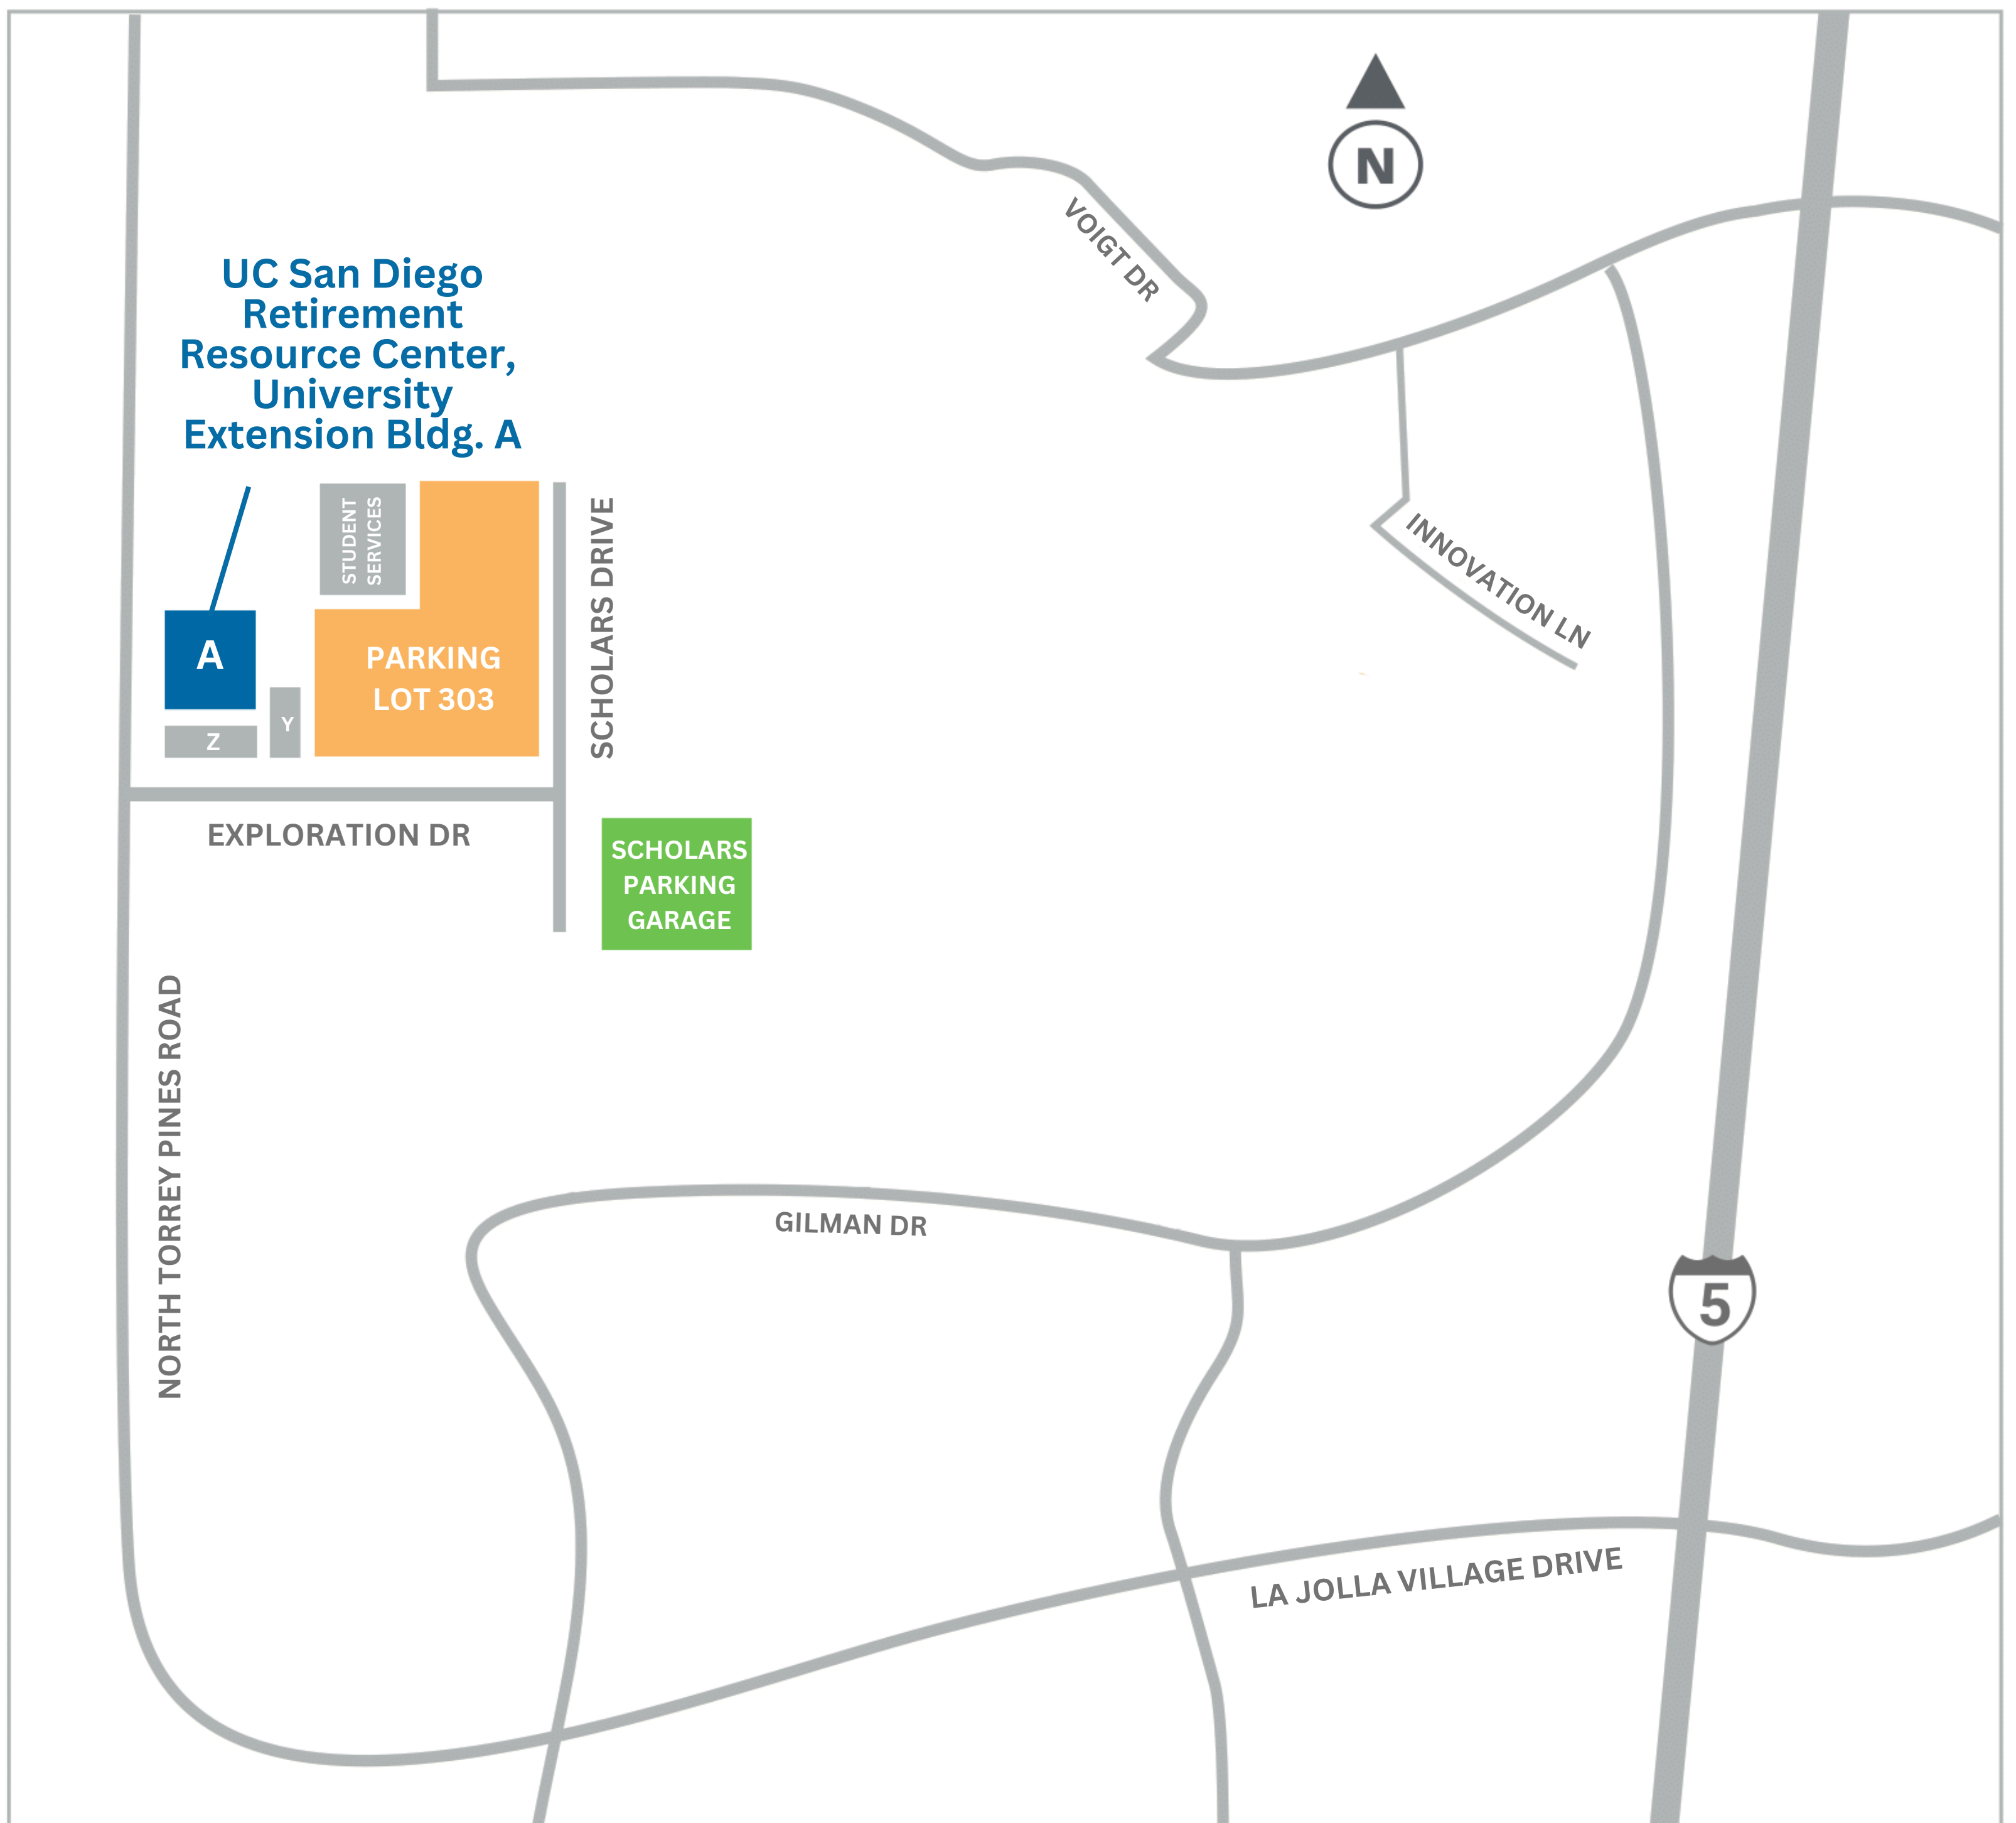 N
VOIGT DR
UC San Diego
Retirement
Resource Center,
University
Extension Bldg. A
STUDENT
SERVICES
SCHOLARS DRIVE
INNOVATION LN
A
PARKING
LOT 303
Y
Z
EXPLORATION DR
SCHOLARS
PARKING
GARAGE
NORTH TORREY PINES ROAD
GILMAN DR
5
LA JOLLA VILLAGE DRIVE